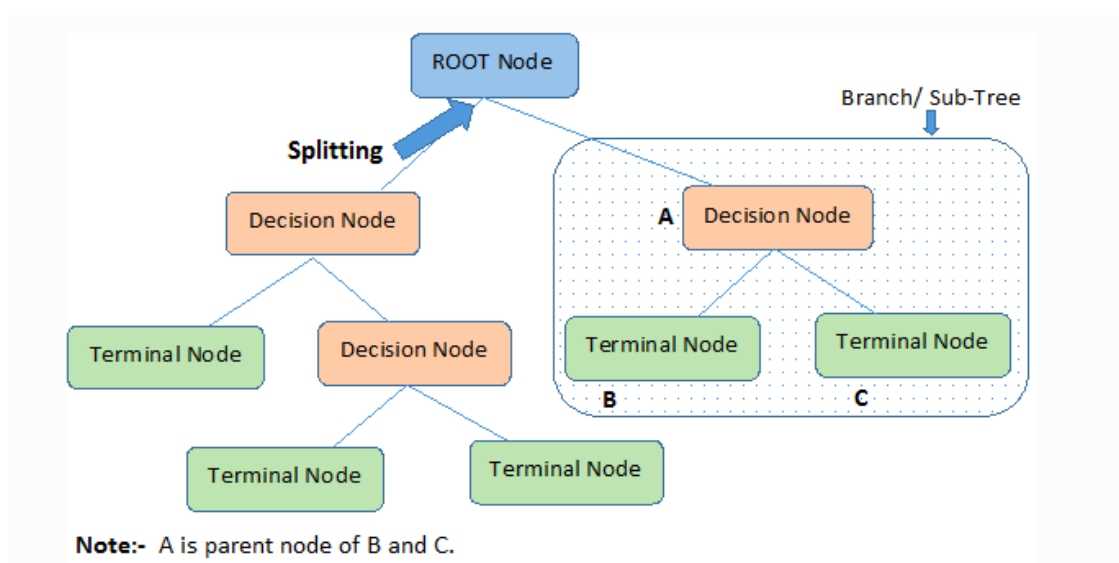 ROOT Node
Branch/ Sub-Tree
Splitting
Decision Node
A
Decision Node
Terminal Node
Decision Node
Terminal Node
Terminal Node
B
C
Terminal Node
Terminal Node
Note:-  A is parent node of B and C.